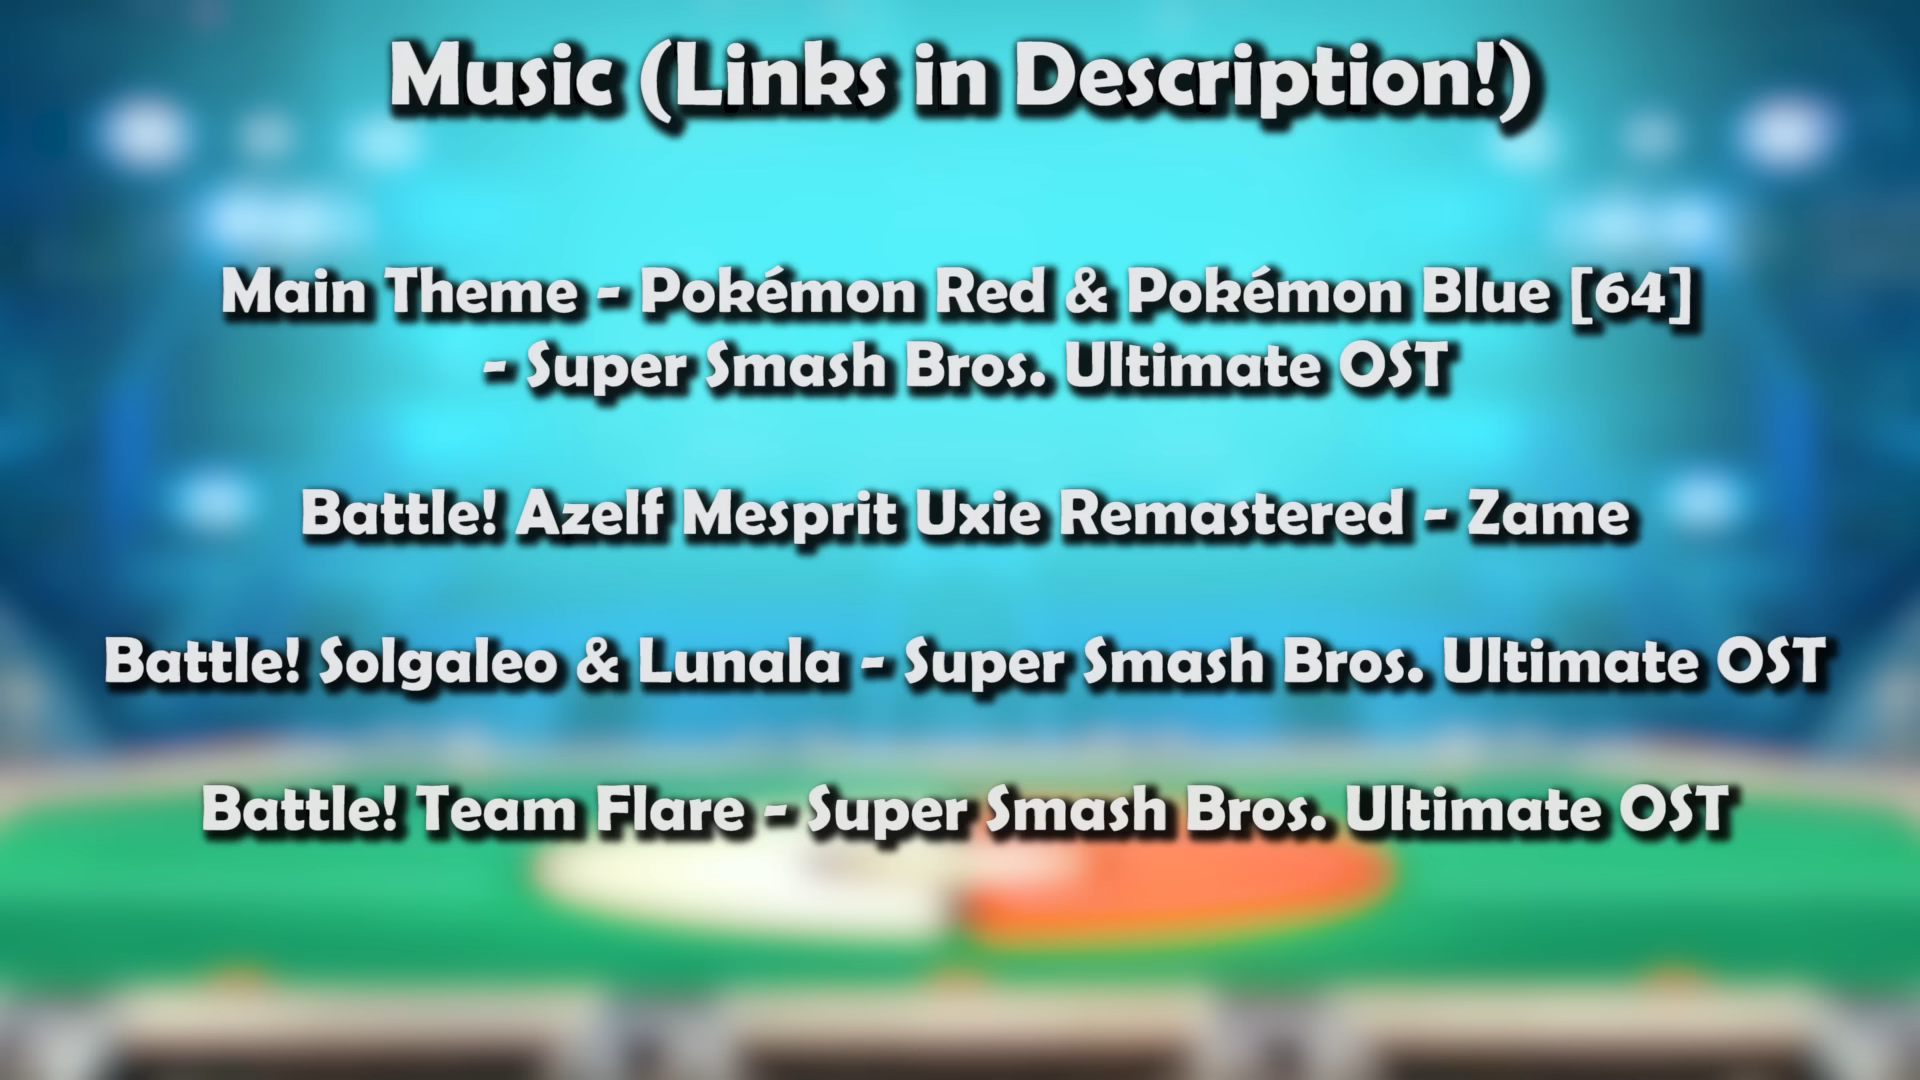 Music (Links in Description!)
Main Theme - Pokémon Red & Pokémon Blue [64]
- Super Smash Bros. Ultimate OST
Battle! Azelf Mesprit Uxie Remastered - Zame
Battle! Solgaleo & Lunala - Super Smash Bros. Ultimate OST
Battle! Team Flare - Super Smash Bros. Ultimate OST